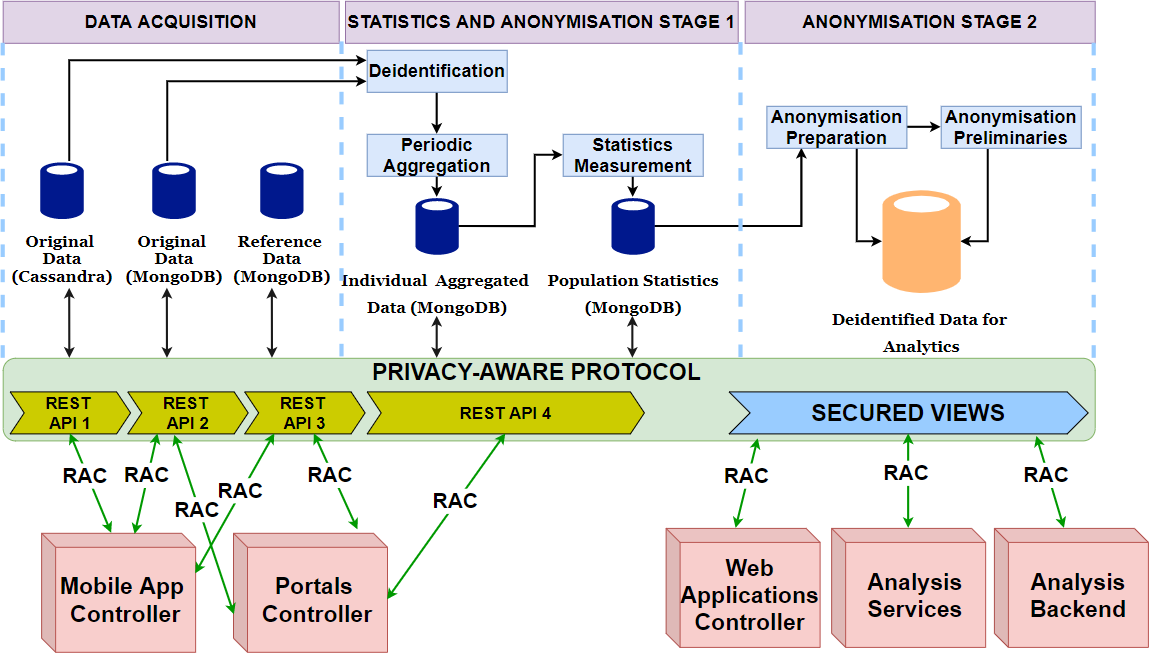 DATA ACQUISITION
STATISTICS AND ANONYMISATION STAGE 1
ANONYMISATION STAGE 2
Deidentification
Periodic
Aggregation
Statistics
Measurement
Anonymisation
Preparation
Anonymisation
Preliminaries
Original
Data
(Cassandra)
Original
Data
(MongoDB)
Reference
Data
(MongoDB)
Individual Aggregated
Data (MongoDB)
Population Statistics
(MongoDB)
Deidentified Data for
Analytics
PRIVACY-AWARE PROTOCOL
REST
API 1
REST
API 2
REST
API 3
REST API 4
SECURED VIEWS
RAC
RAC
RAC
RAC
RAC
RAC
RAC
RAC
RAC
Mobile App
Controller
Portals
Controller
Web
Applications
Controller
Analysis
Services
Analysis
Backend